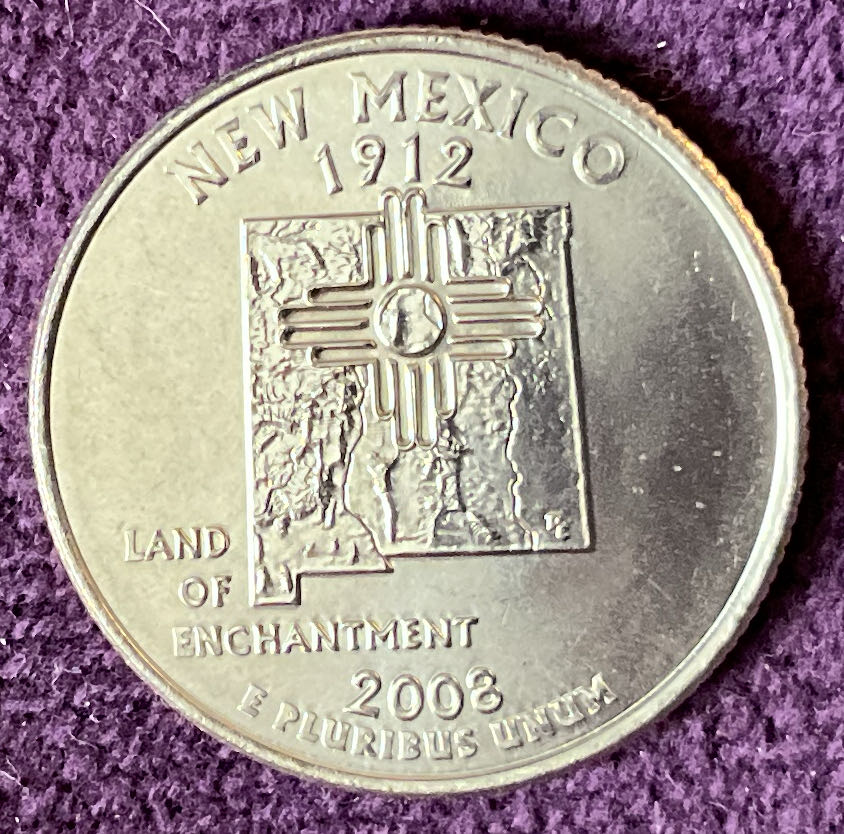 NEW MEXICO
1912
LAND
OF
ENCHANTMENT
2008
E PLURIBUS UNUM